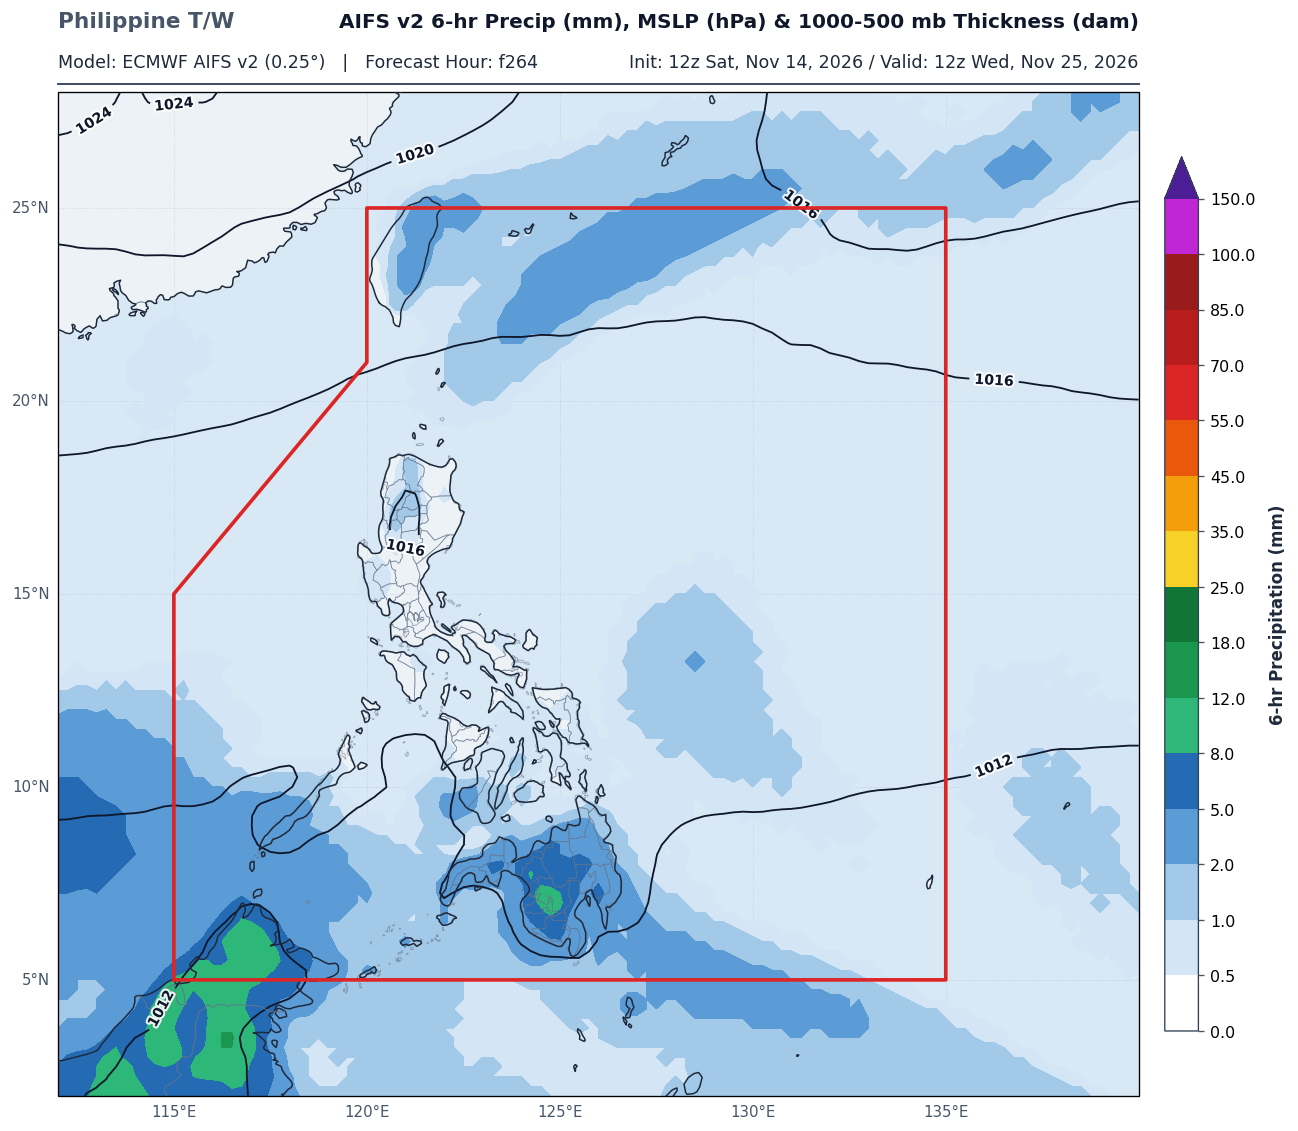 Philippine T/W
AIFS v2 6-hr Precip (mm), MSLP (hPa) & 1000-500 mb Thickness (dam)
Model: ECMWF AIFS v2 (0.25°) | Forecast Hour: f264
Init: 12z Sat, Nov 14, 2026 / Valid: 12z Wed, Nov 25, 2026
1024
1024
1020
1016
1016
1016
1012
1012
25°N
20°N
15°N
10°N
5°N
115°E
120°E
125°E
130°E
135°E
150.0
100.0
85.0
70.0
55.0
45.0
35.0
25.0
18.0
12.0
8.0
5.0
2.0
1.0
0.5
0.0
6-hr Precipitation (mm)